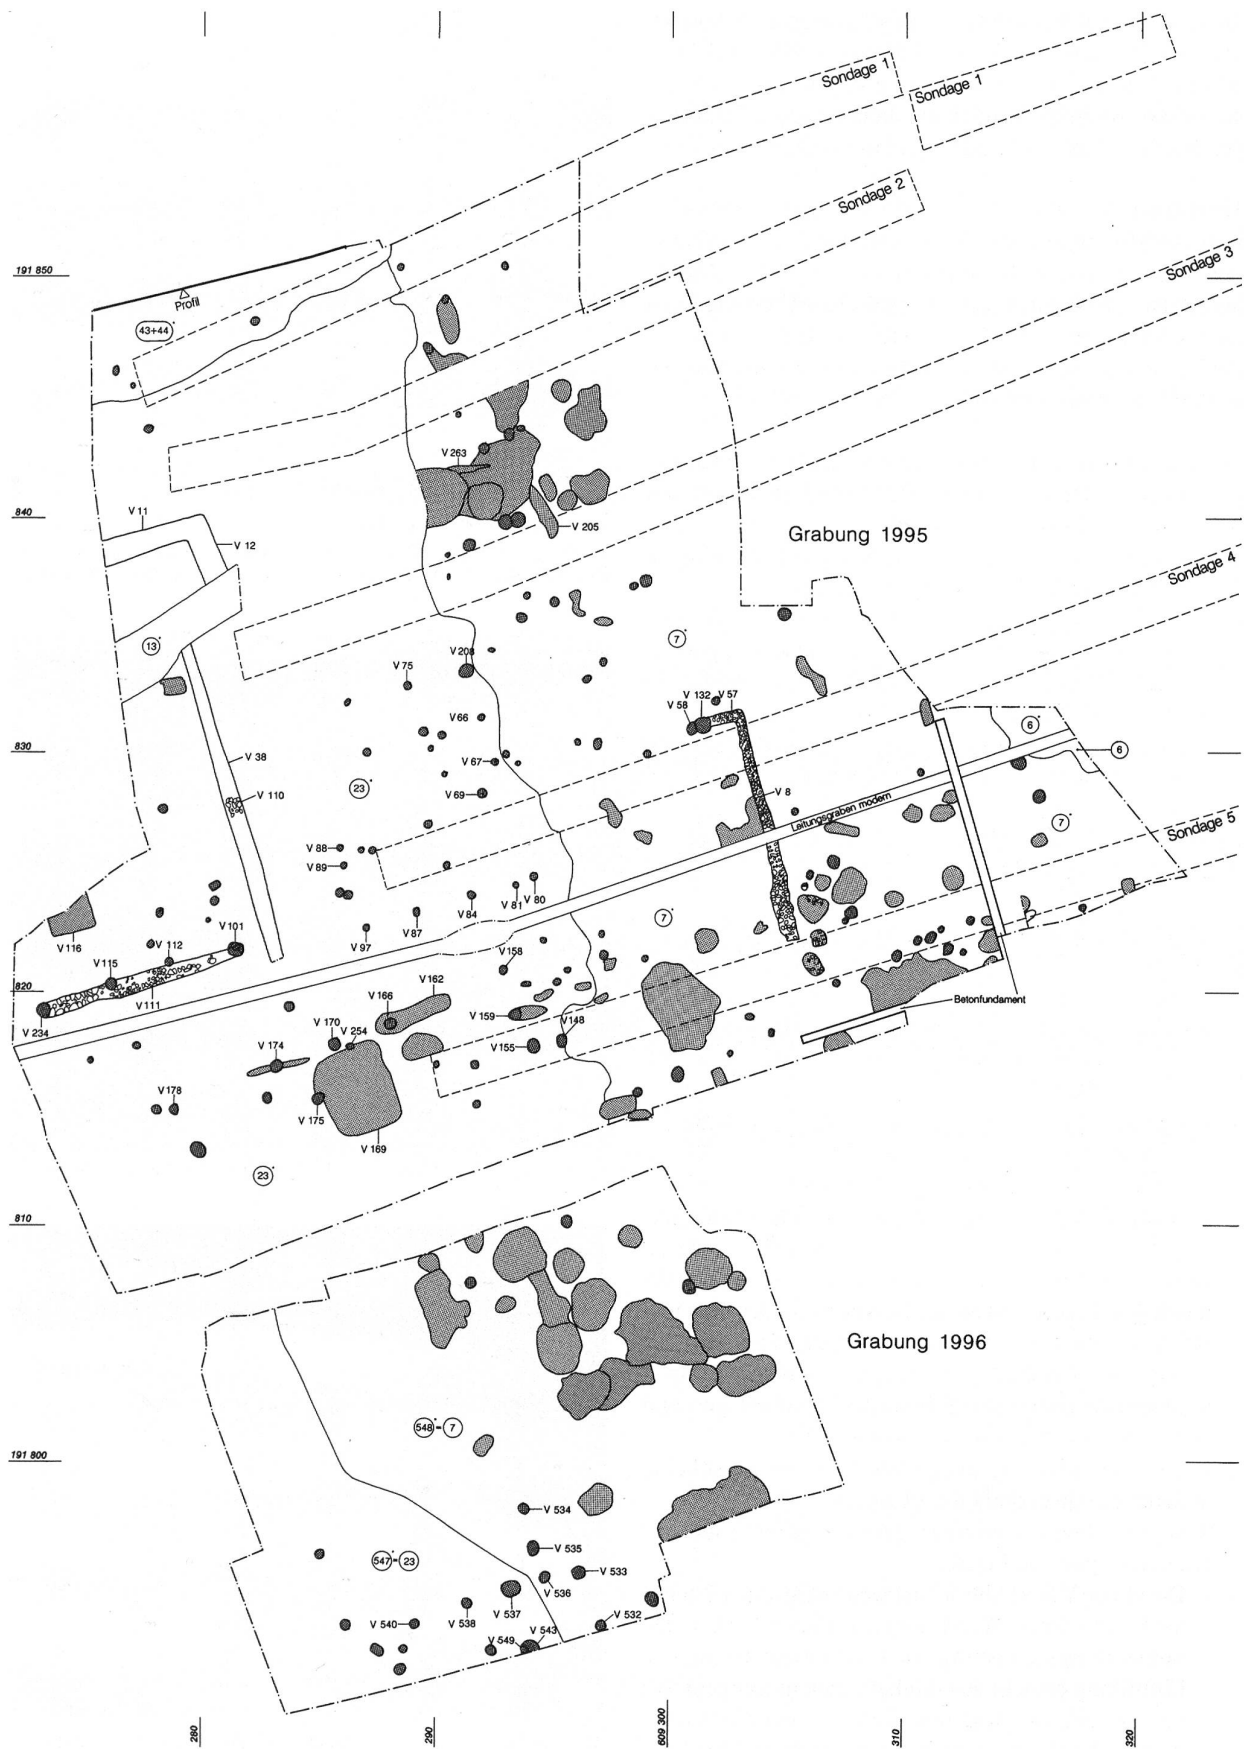 Sondage 1
Sondage 1
Sondage 2
Sondage 3
191 850
Profil
43+44
V 263
840
V 11
V 12
V 205
Grabung 1995
Sondage 4
13
7
V 208
V 75
V 132
V 57
V 58
V 66
6
6
830
V 38
V 67
23
V 69
V 110
V 8
Leitungsgraben modern
7
Sondage 5
V 88
V 89
V 84
V 81
V 80
V 87
V 97
7
V 116
V 101
V 112
V 115
V 158
V 111
820
V 162
V 166
Betonfundament
V 234
V 159
V 148
V 170
V 254
V 155
V 174
V 178
V 175
V 169
23
810
Grabung 1996
548 = 7
191 800
V 534
V 535
547 = 23
V 533
V 536
V 537
V 538
V 540
V 532
V 543
V 549
280
290
609 300
310
320